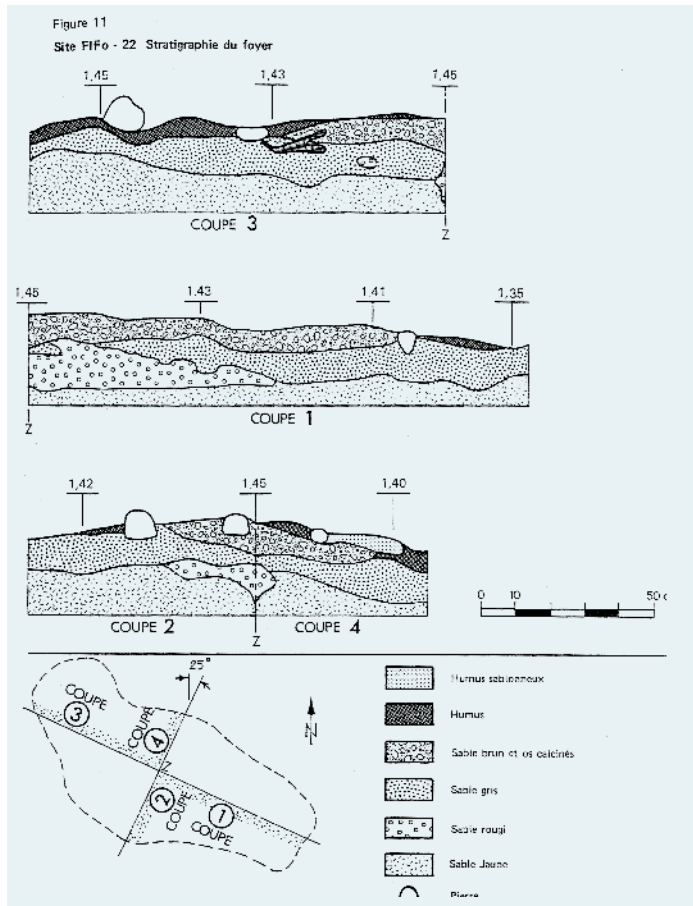 Figure 11
Site FIFo - 22 Stratigraphie du foyer
1,45 1,43 1,45
COUPE 3
Z
1,45 1,43 1,41 1,35
COUPE 1
Z
1,42 1,45 1,40
COUPE 2 COUPE 4
Z
0 10 50 c
25°
N
COUPE 3
COUPE 4
Z
COUPE 2
COUPE 1
Humus sablonneux
Humus
Sable brun et os calcinés
Sable gris
Sable rougi
Sable Jaune
Pierre